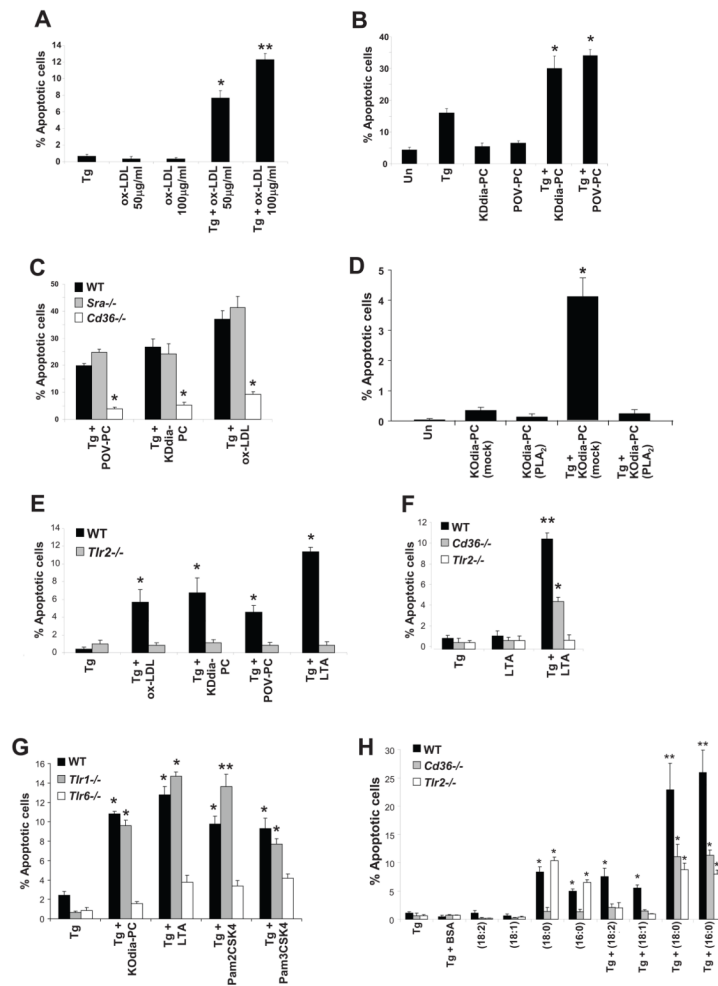 A
% Apoptotic cells
14
12
10
8
6
4
2
0
*
**
Tg
ox-LDL
50µg/ml
ox-LDL
100µg/ml
Tg + ox-LDL
50µg/ml
Tg + ox-LDL
100µg/ml
B
% Apoptotic cells
40
30
20
10
0
*
*
Un
Tg
KDdia-PC
POV-PC
Tg +
KDdia-PC
Tg +
POV-PC
C
WT
Sra-/-
Cd36-/-
% Apoptotic cells
50
40
30
20
10
0
*
*
*
Tg +
POV-PC
Tg +
KDdia-
PC
Tg +
ox-LDL
D
% Apoptotic cells
5
4
3
2
1
0
*
Un
KOdia-PC
(mock)
KOdia-PC
(PLA2)
Tg +
KOdia-PC
(mock)
Tg +
KOdia-PC
(PLA2)
E
WT
Tlr2-/-
% Apoptotic cells
14
12
10
8
6
4
2
0
*
*
*
*
Tg
Tg +
ox-LDL
Tg +
KDdia-
PC
Tg +
POV-PC
Tg +
LTA
F
WT
Cd36-/-
Tlr2-/-
% Apoptotic cells
12
10
8
6
4
2
0
**
*
Tg
LTA
Tg +
LTA
G
WT
Tlr1-/-
Tlr6-/-
% Apoptotic cells
16
14
12
10
8
6
4
2
0
* *
* *
* **
* *
Tg
Tg +
KOdia-PC
Tg +
LTA
Tg +
Pam2CSK4
Tg +
Pam3CSK4
H
WT
Cd36-/-
Tlr2-/-
% Apoptotic cells
30
25
20
15
10
5
0
* *
* *
*
*
** * *
** * *
Tg
Tg + BSA
(18:2)
(18:1)
(18:0)
(16:0)
Tg + (18:2)
Tg + (18:1)
Tg + (18:0)
Tg + (16:0)